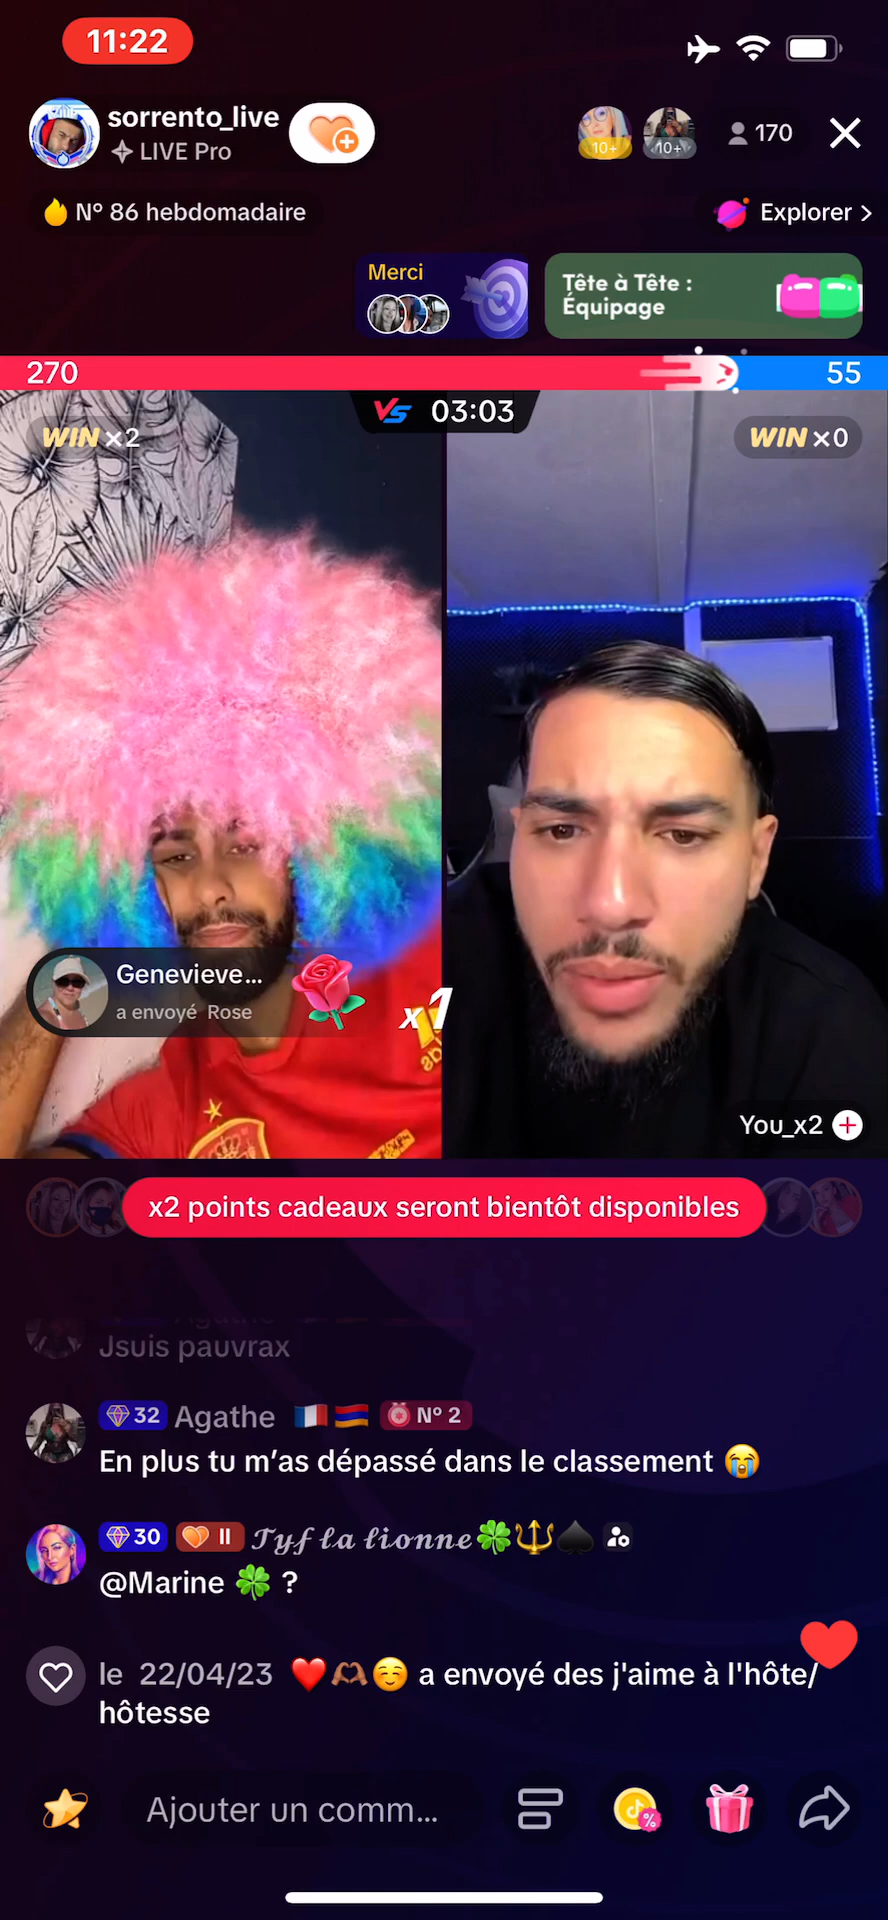 11:22
sorrento_live
LIVE Pro
10+
10+
170
Nº 86 hebdomadaire
Explorer >
Merci
Tête à Tête :
Équipage
270
55
VS 03:03
WIN x2
WIN x0
Genevieve...
a envoyé Rose
x1
You_x2
x2 points cadeaux seront bientôt disponibles
Jsuis pauvrax
32 Agathe 🇫🇷🇦🇲 Nº 2
En plus tu m’as dépassé dans le classement 😭
30 II 𝒯𝓎𝒻 𝓁𝒶 𝓁𝒾𝑜𝓃𝓃𝑒🍀🔱♠️
@Marine 🍀 ?
le 22/04/23 ❤️🫶🏽☺️ a envoyé des j'aime à l'hôte/
hôtesse
Ajouter un comm...